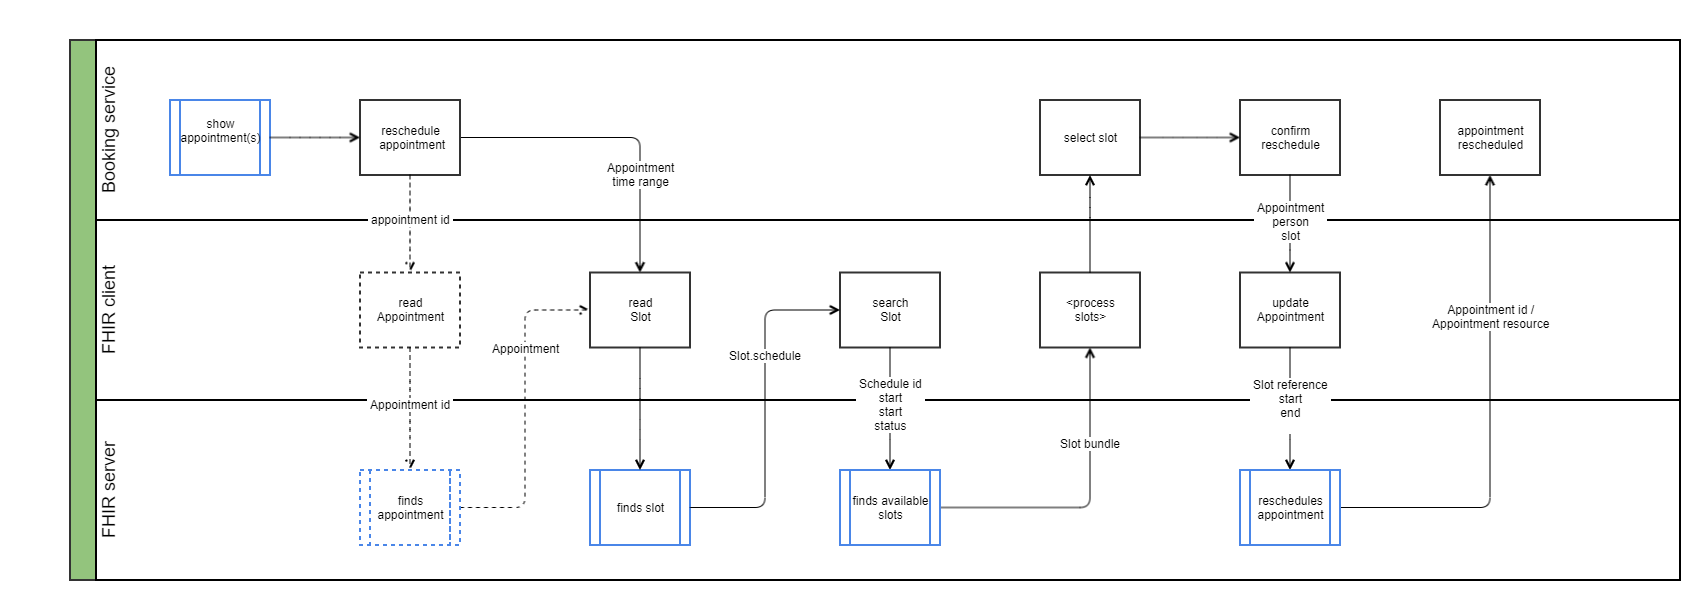 Booking service
show
appointment(s)
reschedule
appointment
Appointment
time range
select slot
confirm
reschedule
appointment
rescheduled
appointment id
Appointment
person
slot
FHIR client
read
Appointment
Appointment
read
Slot
Slot.schedule
search
Slot
<process
slots>
update
Appointment
Appointment id /
Appointment resource
Appointment id
Schedule id
start
start
status
Slot bundle
Slot reference
start
end
FHIR server
finds
appointment
finds slot
finds available
slots
reschedules
appointment